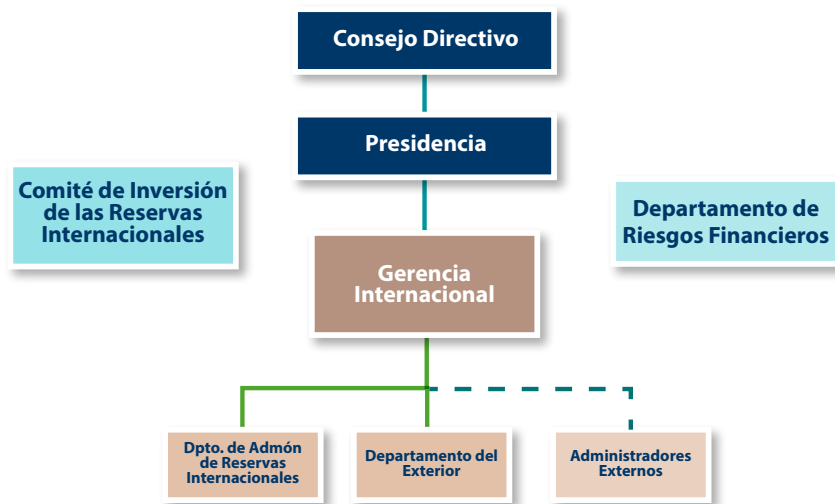 Consejo Directivo
Presidencia
Comité de Inversión
de las Reservas
Internacionales
Departamento de
Riesgos Financieros
Gerencia
Internacional
Dpto. de Admón
de Reservas
Internacionales
Departamento del
Exterior
Administradores
Externos